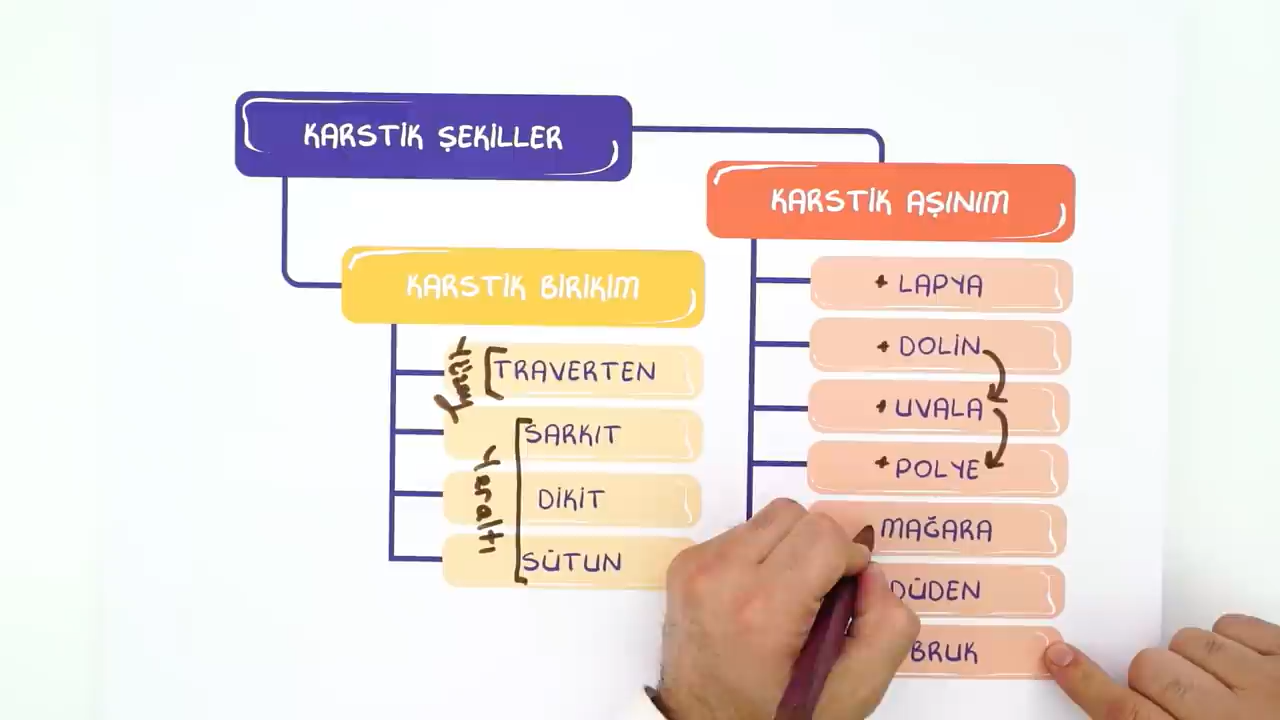 KARSTİK ŞEKİLLER
KARSTİK AŞINIM
+ LAPYA
+ DOLİN
+ UVALA
+ POLYE
MAĞARA
DÜDEN
BRUK
KARSTİK BİRİKİM
TRAVERTEN
SARKIT
DİKİT
SÜTUN
Yüzey
Yeraltı